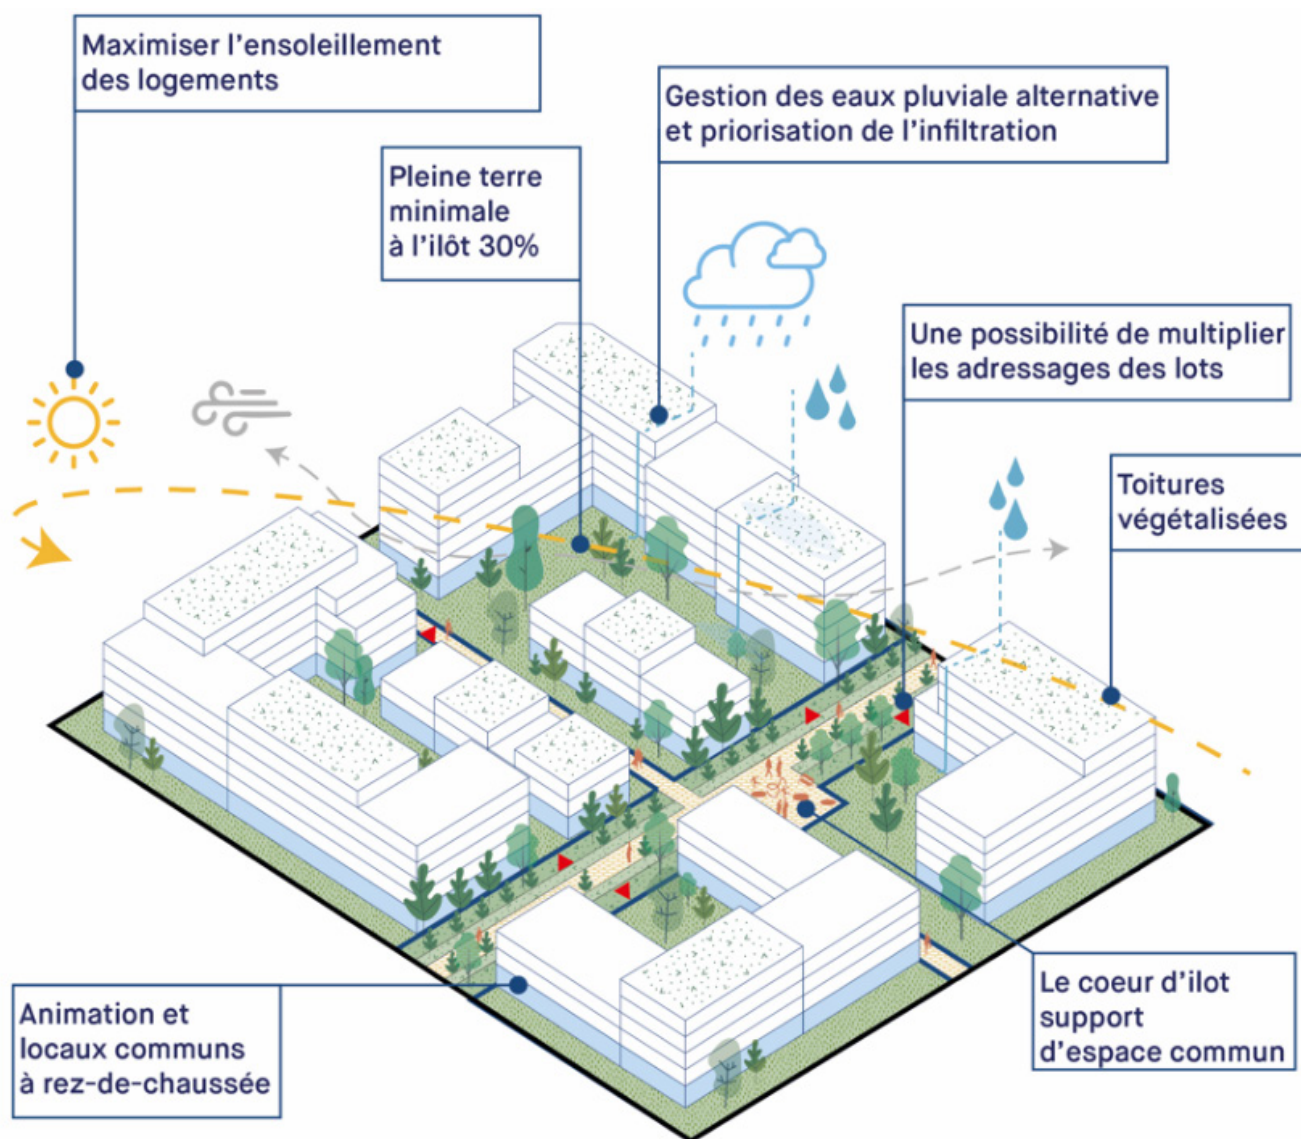 Maximiser l'ensoleillement
des logements
Gestion des eaux pluviale alternative
et priorisation de l'infiltration
Pleine terre
minimale
à l'ilôt 30%
Une possibilité de multiplier
les adressages des lots
Toitures
végétalisées
Animation et
locaux communs
à rez-de-chaussée
Le coeur d'ilot
support
d'espace commun